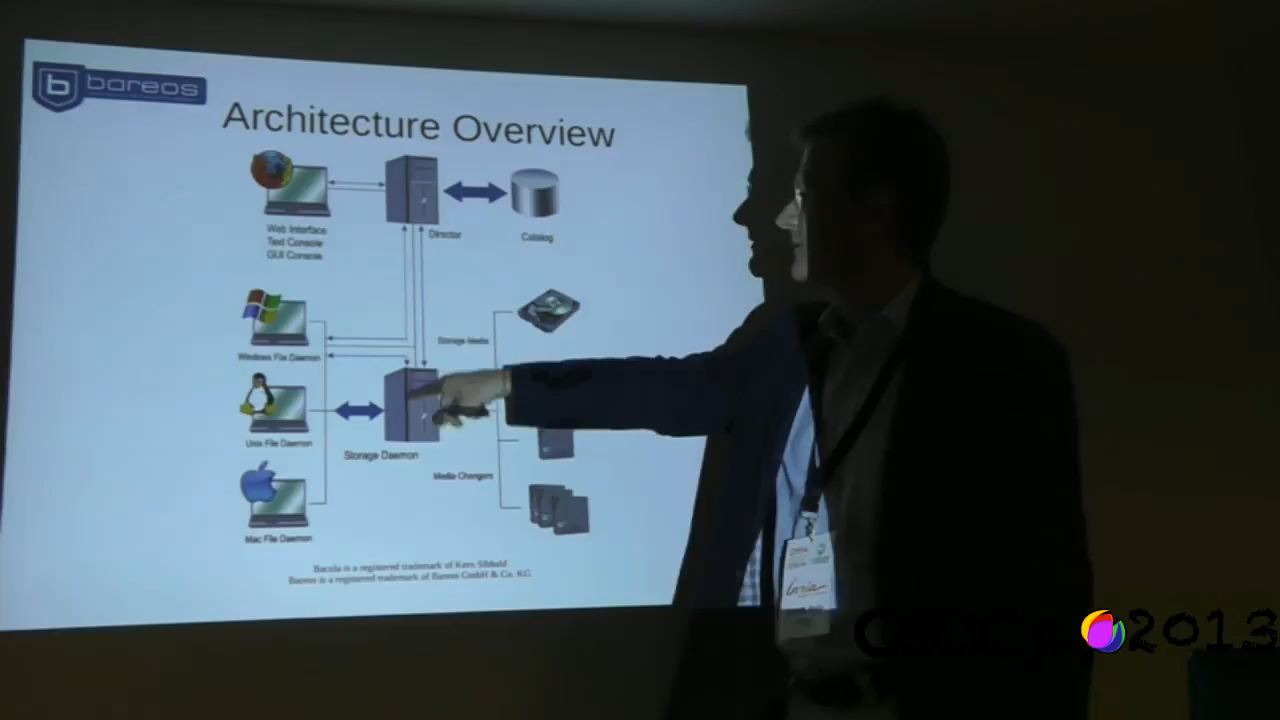 bareos
Architecture Overview
Web Interface
Text Console
GUI Console
Director
Catalog
Windows File Daemon
Storage Media
Unix File Daemon
Storage Daemon
Media Changers
Mac File Daemon
Bacula is a registered trademark of Kern Sibbald
Bareos is a registered trademark of Bareos GmbH & Co. KG
2013